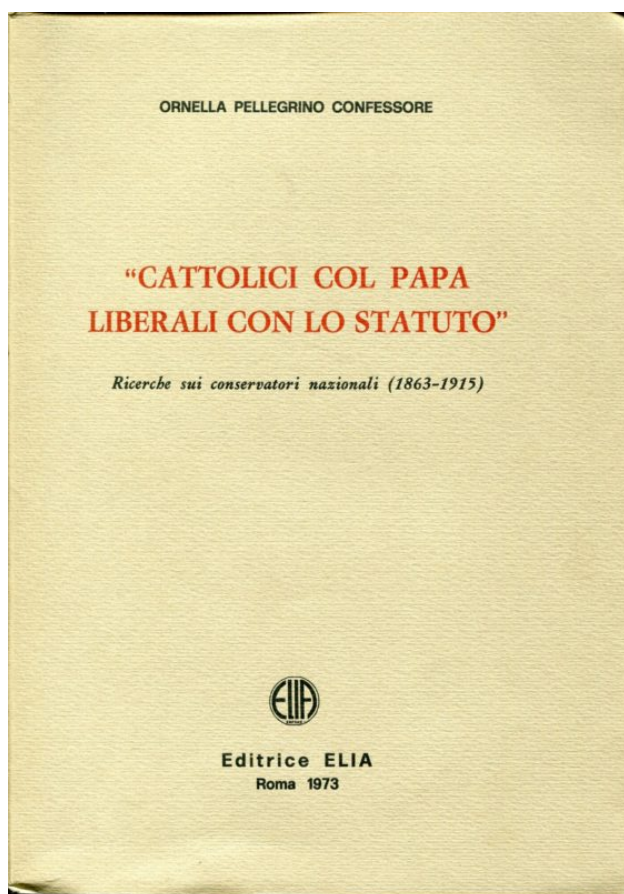 ORNELLA PELLEGRINO CONFESSORE
“CATTOLICI COL PAPA
LIBERALI CON LO STATUTO”
Ricerche sui conservatori nazionali (1863-1915)
ELIA
Editrice ELIA
Roma 1973